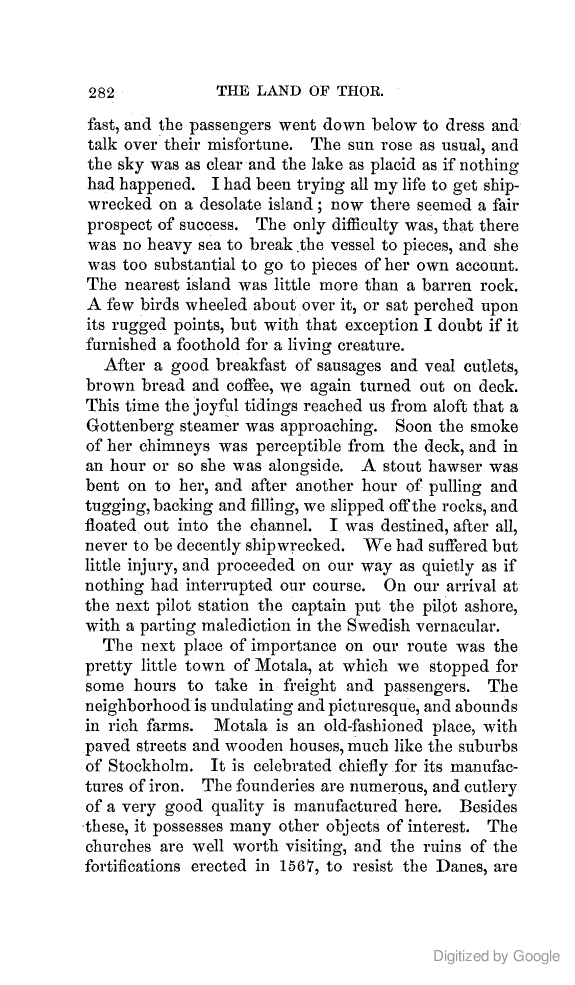 282 THE LAND OF THOR.
fast, and the passengers went down below to dress and
talk over their misfortune. The sun rose as usual, and
the sky was as clear and the lake as placid as if nothing
had happened. I had been trying all my life to get ship-
wrecked on a desolate island; now there seemed a fair
prospect of success. The only difficulty was, that there
was no heavy sea to break the vessel to pieces, and she
was too substantial to go to pieces of her own account.
The nearest island was little more than a barren rock.
A few birds wheeled about over it, or sat perched upon
its rugged points, but with that exception I doubt if it
furnished a foothold for a living creature.
After a good breakfast of sausages and veal cutlets,
brown bread and coffee, we again turned out on deck.
This time the joyful tidings reached us from aloft that a
Gottenberg steamer was approaching. Soon the smoke
of her chimneys was perceptible from the deck, and in
an hour or so she was alongside. A stout hawser was
bent on to her, and after another hour of pulling and
tugging, backing and filling, we slipped off the rocks, and
floated out into the channel. I was destined, after all,
never to be decently shipwrecked. We had suffered but
little injury, and proceeded on our way as quietly as if
nothing had interrupted our course. On our arrival at
the next pilot station the captain put the pilot ashore,
with a parting malediction in the Swedish vernacular.
The next place of importance on our route was the
pretty little town of Motala, at which we stopped for
some hours to take in freight and passengers. The
neighborhood is undulating and picturesque, and abounds
in rich farms. Motala is an old-fashioned place, with
paved streets and wooden houses, much like the suburbs
of Stockholm. It is celebrated chiefly for its manufac-
tures of iron. The founderies are numerous, and cutlery
of a very good quality is manufactured here. Besides
these, it possesses many other objects of interest. The
churches are well worth visiting, and the ruins of the
fortifications erected in 1567, to resist the Danes, are
Digitized by Google